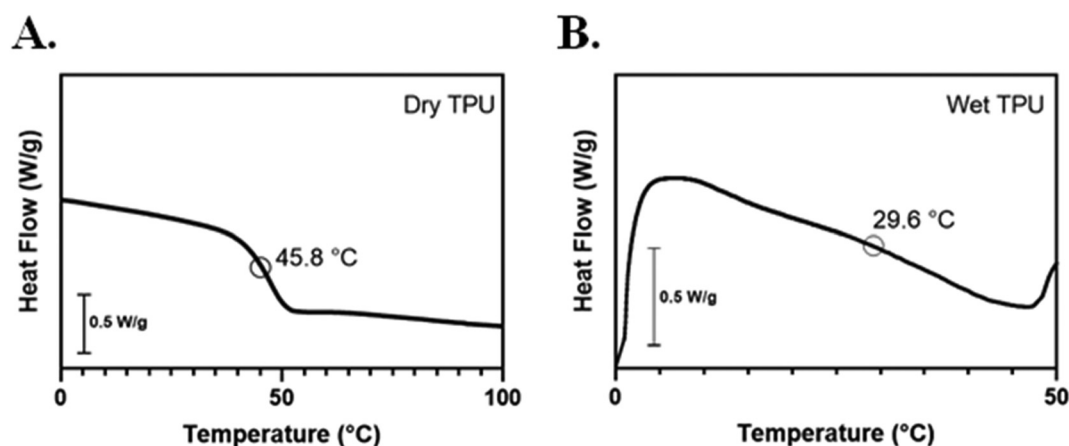 A.
Dry TPU
Heat Flow (W/g)
45.8 °C
0.5 W/g
0
50
100
Temperature (°C)
B.
Wet TPU
Heat Flow (W/g)
29.6 °C
0.5 W/g
0
50
Temperature (°C)